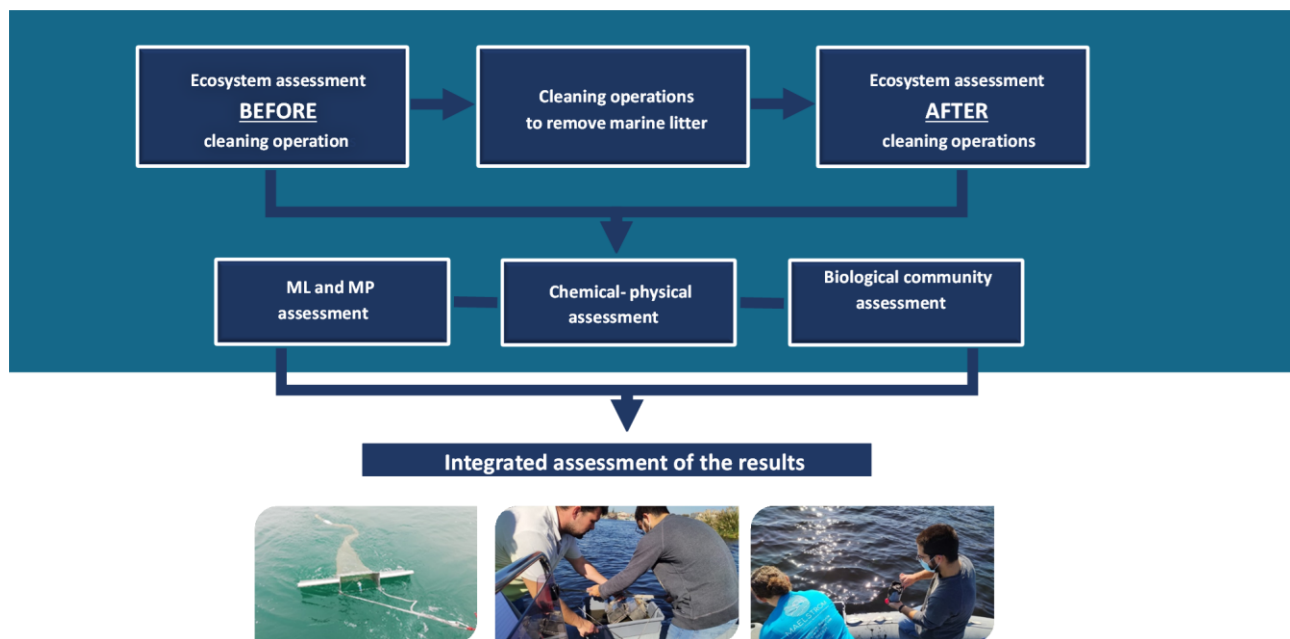 Ecosystem assessment
BEFORE
cleaning operation
Cleaning operations
to remove marine litter
Ecosystem assessment
AFTER
cleaning operations
ML and MP
assessment
Chemical- physical
assessment
Biological community
assessment
Integrated assessment of the results
MAELSTROM